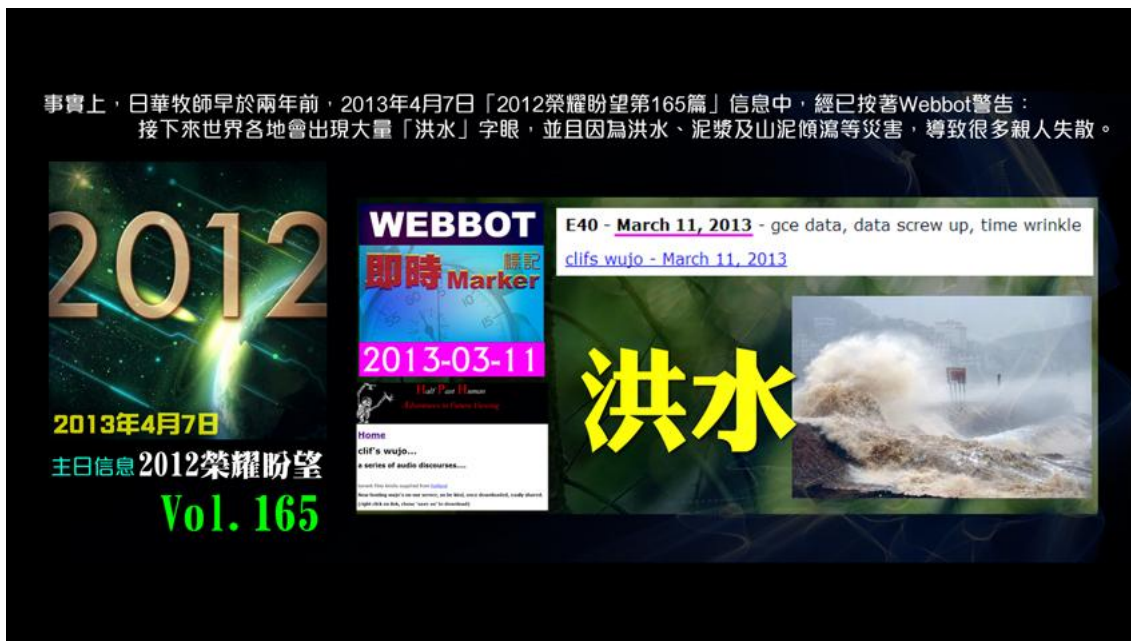 事實上，日華牧師早於兩年前，2013年4月7日「2012榮耀盼望第165篇」信息中，經已按著Webbot警告：
接下來世界各地會出現大量「洪水」字眼，並且因為洪水、泥漿及山泥傾瀉等災害，導致很多親人失散。
2012
2013年4月7日
主日信息2012榮耀盼望
Vol. 165
WEBBOT
即時標記
Marker
2013-03-11
Half Past Human
Home
clif's wujo...
a series of audio discourses....
E40 - March 11, 2013 - gce data, data screw up, time wrinkle
clifs wujo - March 11, 2013
洪水